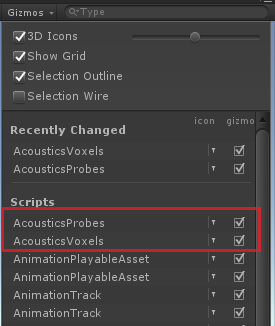 Gizmos Type
3D Icons
Show Grid
Selection Outline
Selection Wire
icon gizmo
Recently Changed
AcousticsVoxels
AcousticsProbes
Scripts
AcousticsProbes
AcousticsVoxels
AnimationPlayableAsset
AnimationPlayableAsset
AnimationTrack
AnimationTrack